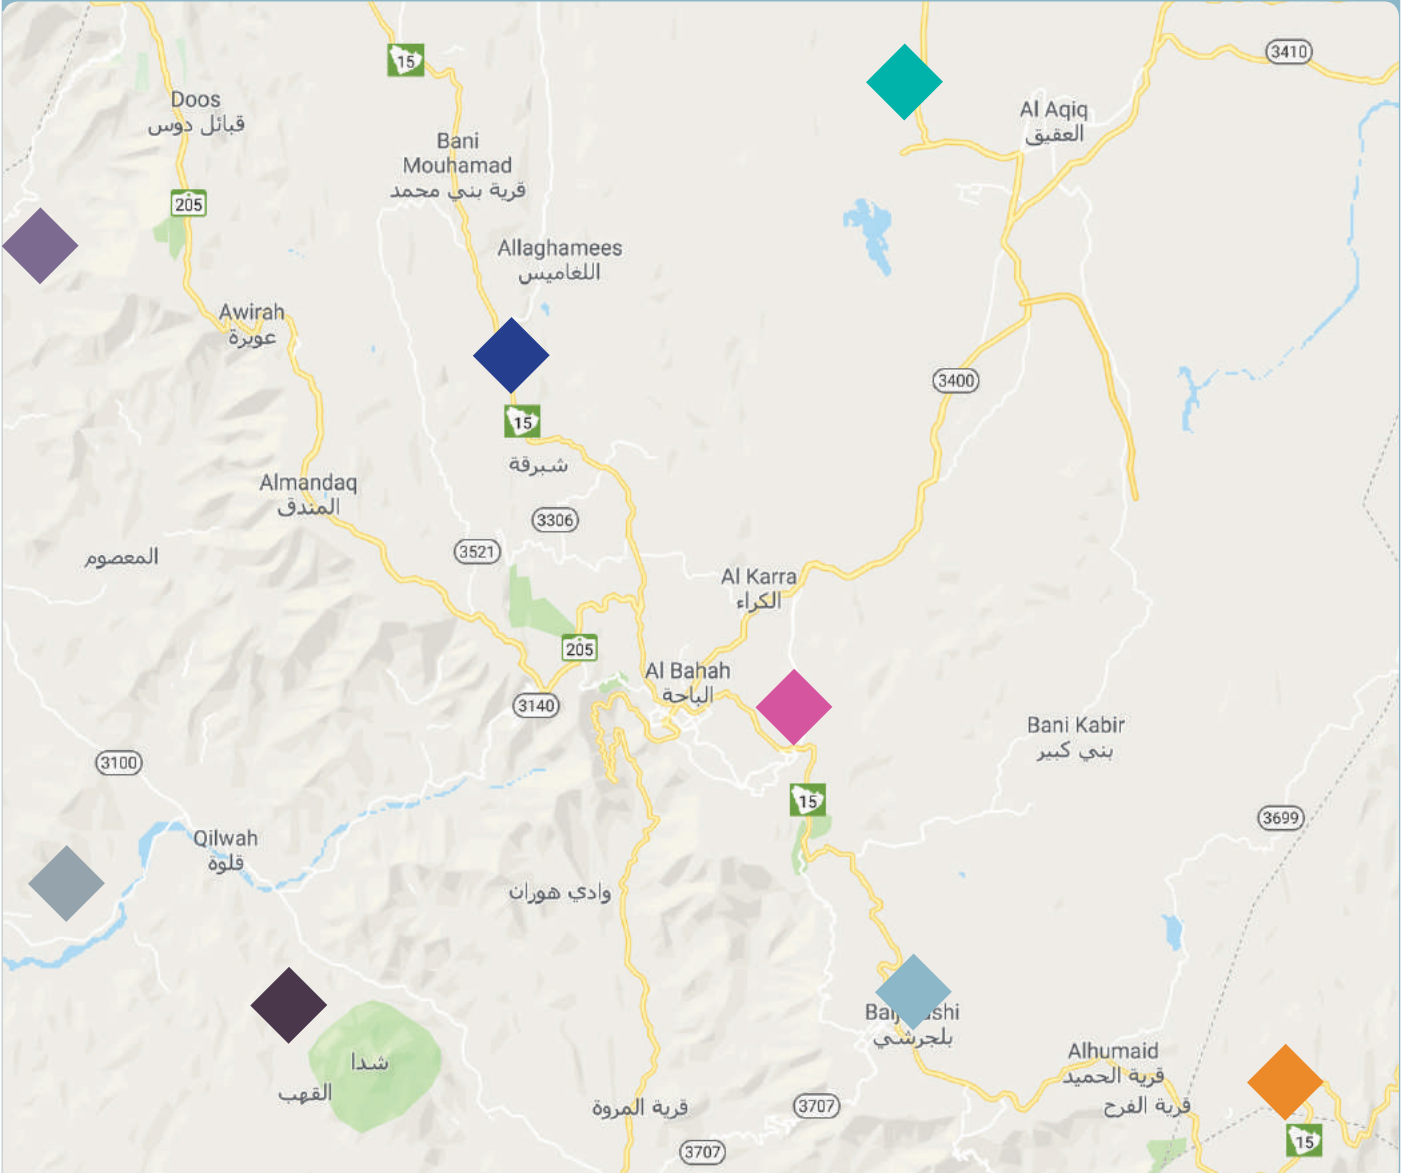 15
3410
Doos
قبائل دوس
Al Aqiq
العقيق
Bani
Mouhamad
قرية بني محمد
205
Allaghamees
اللغاميس
Awirah
عويرة
3400
15
شبرقة
Almandaq
المندق
3306
3521
المعصوم
Al Karra
الكراء
205
Al Bahah
الباحة
3140
Bani Kabir
بني كبير
3100
15
3699
Qilwah
قلوة
وادي هوران
بلجرشي
Alhumaid
قرية الحميد
شدا
القهب
قرية المروة
3707
قرية الفرح
15
3707